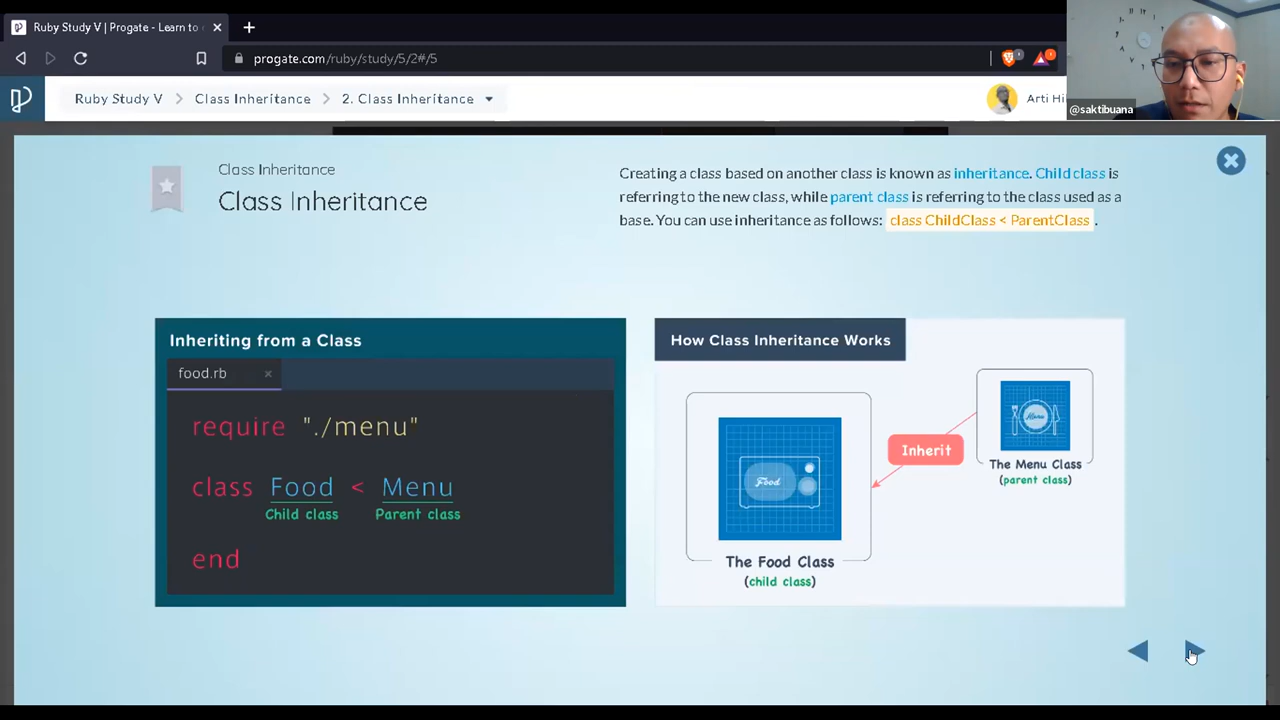 Ruby Study V | Progate - Learn to
progate.com/ruby/study/5/2#/5
Ruby Study V
Class Inheritance
2. Class Inheritance
@saktibuana
Class Inheritance
Class Inheritance
Creating a class based on another class is known as inheritance. Child class is
referring to the new class, while parent class is referring to the class used as a
base. You can use inheritance as follows: class ChildClass < ParentClass .
Inheriting from a Class
food.rb
require "./menu"
class Food < Menu
Child class Parent class
end
How Class Inheritance Works
Food
The Food Class
(child class)
Inherit
Menu
The Menu Class
(parent class)